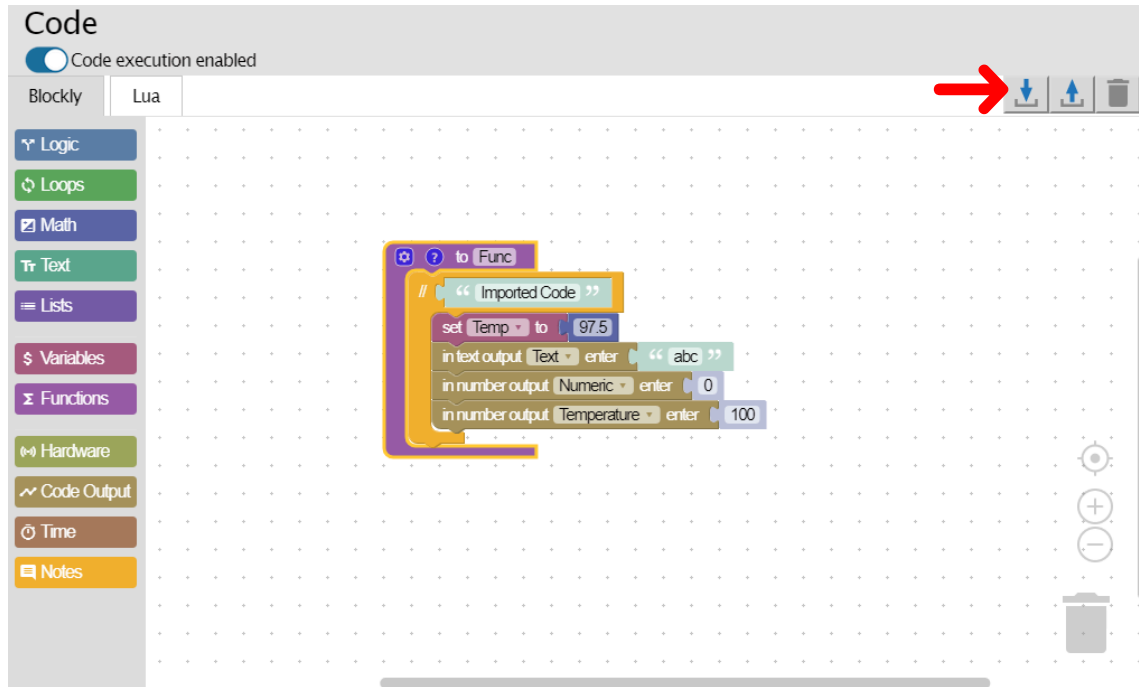 Code
Code execution enabled
Blockly
Lua
Logic
Loops
Math
Tr Text
Lists
$ Variables
Σ Functions
Hardware
Code Output
Time
Notes
? to Func
// “ Imported Code ”
set Temp to 97.5
in text output Text enter “ abc ”
in number output Numeric enter 0
in number output Temperature enter 100